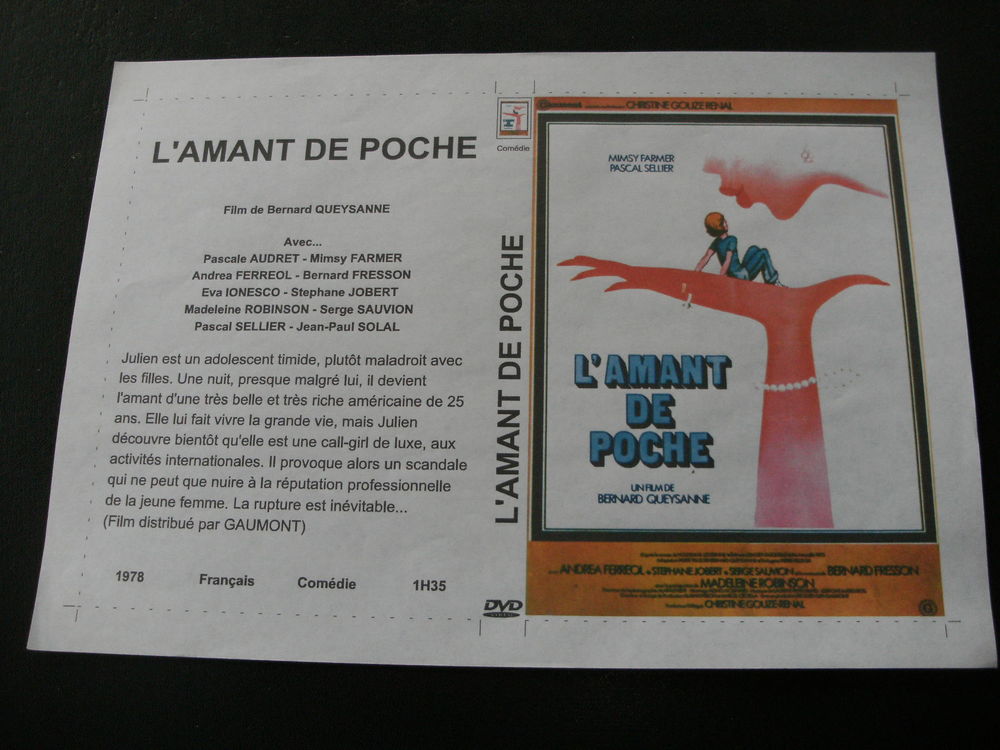 L'AMANT DE POCHE
Film de Bernard QUEYSANNE
Avec...
Pascale AUDRET - Mimsy FARMER
Andrea FERREOL - Bernard FRESSON
Eva IONESCO - Stephane JOBERT
Madeleine ROBINSON - Serge SAUVION
Pascal SELLIER - Jean-Paul SOLAL
Julien est un adolescent timide, plutôt maladroit avec
les filles. Une nuit, presque malgré lui, il devient
l'amant d'une très belle et très riche américaine de 25
ans. Elle lui fait vivre la grande vie, mais Julien
découvre bientôt qu'elle est une call-girl de luxe, aux
activités internationales. Il provoque alors un scandale
qui ne peut que nuire à la réputation professionnelle
de la jeune femme. La rupture est inévitable...
(Film distribué par GAUMONT)
1978 Français Comédie 1H35
Comédie
L'AMANT DE POCHE
DVD
VIDEO
CHRISTINE GOUZE-RENAL
MIMSY FARMER
PASCAL SELLIER
L'AMANT
DE
POCHE
UN FILM DE
BERNARD QUEYSANNE
ANDREA FERREOL STEPHANE JOBERT SERGE SAUVION BERNARD FRESSON
MADELEINE ROBINSON
CHRISTINE GOUZE-RENAL